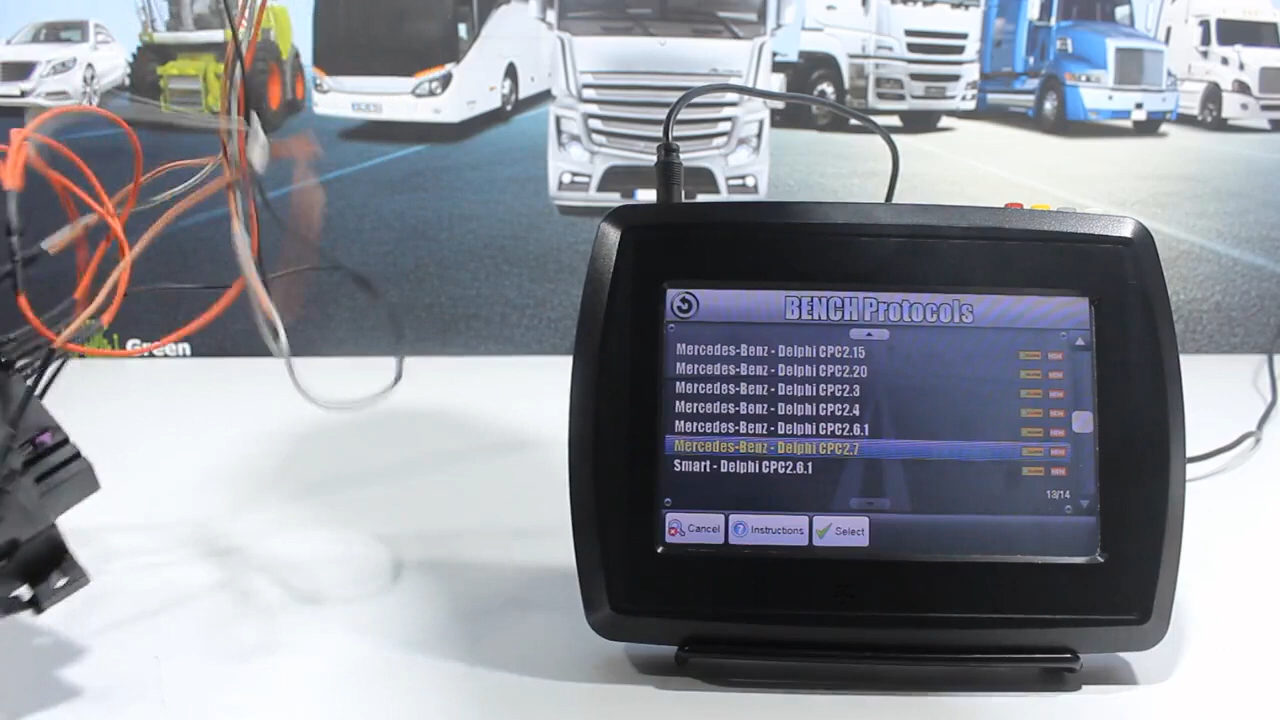 BENCH Protocols
Mercedes-Benz - Delphi CPC2.15
Mercedes-Benz - Delphi CPC2.20
Mercedes-Benz - Delphi CPC2.3
Mercedes-Benz - Delphi CPC2.4
Mercedes-Benz - Delphi CPC2.6.1
Mercedes-Benz - Delphi CPC2.7
Smart - Delphi CPC2.6.1
13/14
Cancel
Instructions
Select
Green